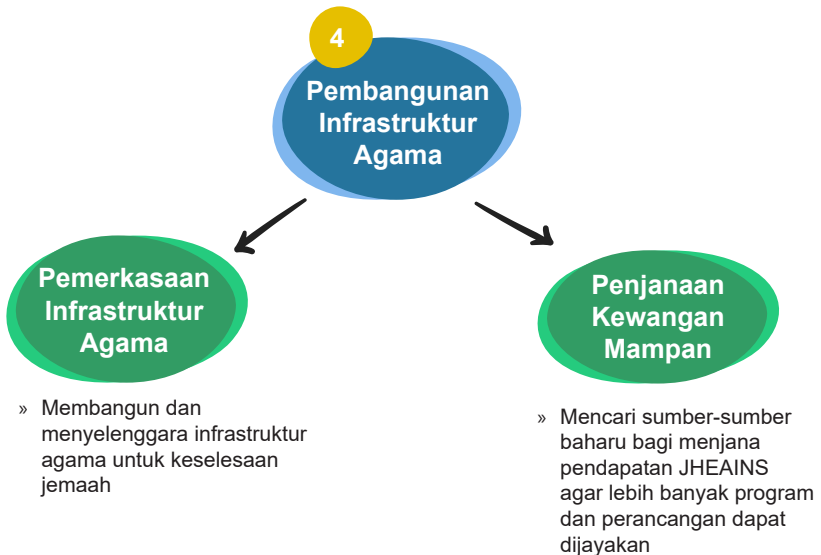 4
Pembangunan
Infrastruktur
Agama
Pemerkasaan
Infrastruktur
Agama
» Membangun dan
menyelenggara infrastruktur
agama untuk keselesaan
jemaah
Penjanaan
Kewangan
Mampan
» Mencari sumber-sumber
baharu bagi menjana
pendapatan JHEAINS
agar lebih banyak program
dan perancangan dapat
dijayakan